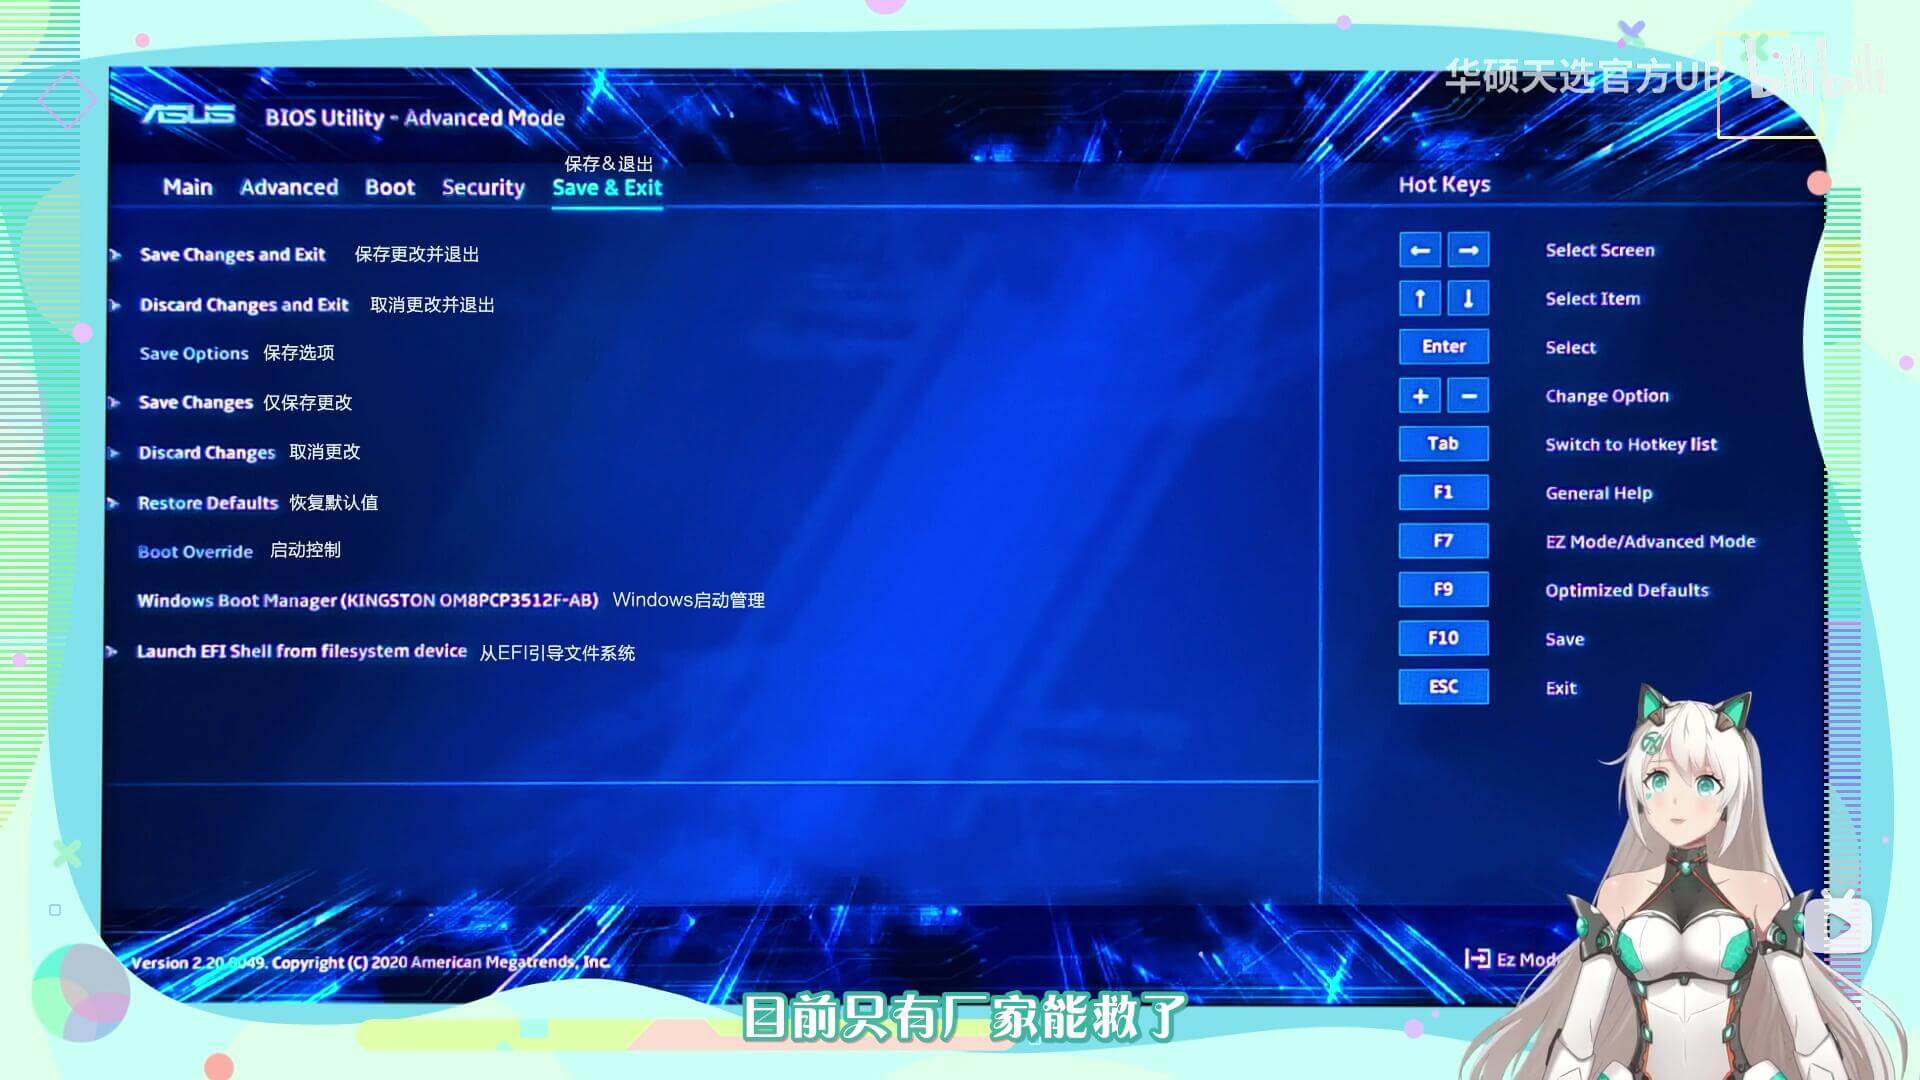 华硕天选官方UP bilibili
ASUS BIOS Utility - Advanced Mode
保存&退出
Main Advanced Boot Security Save & Exit
Hot Keys
Save Changes and Exit 保存更改并退出
Discard Changes and Exit 取消更改并退出
Save Options 保存选项
Save Changes 仅保存更改
Discard Changes 取消更改
Restore Defaults 恢复默认值
Boot Override 启动控制
Windows Boot Manager (KINGSTON OM8PCP3512F-AB) Windows启动管理
Launch EFI Shell from filesystem device 从EFI引导文件系统
← → Select Screen
↑ ↓ Select Item
Enter Select
+ - Change Option
Tab Switch to Hotkey list
F1 General Help
F7 EZ Mode/Advanced Mode
F9 Optimized Defaults
F10 Save
ESC Exit
Version 2.20.0049. Copyright (C) 2020 American Megatrends, Inc.
Ez Mod
目前只有厂家能救了